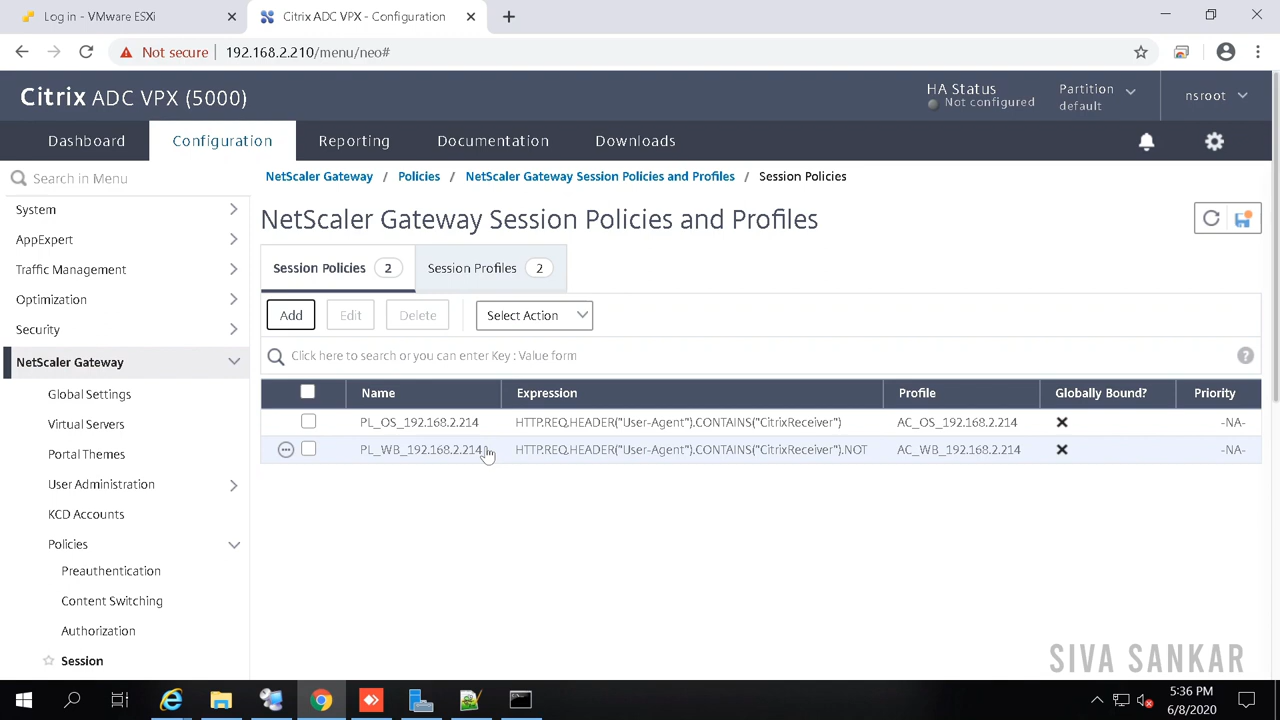 Log in - VMware ESXi
Citrix ADC VPX - Configuration
Not secure | 192.168.2.210/menu/neo#
Citrix ADC VPX (5000)
HA Status
Not configured
Partition
default
nsroot
Dashboard
Configuration
Reporting
Documentation
Downloads
Search in Menu
System
AppExpert
Traffic Management
Optimization
Security
NetScaler Gateway
Global Settings
Virtual Servers
Portal Themes
User Administration
KCD Accounts
Policies
Preauthentication
Content Switching
Authorization
Session
NetScaler Gateway / Policies / NetScaler Gateway Session Policies and Profiles / Session Policies
NetScaler Gateway Session Policies and Profiles
Session Policies 2
Session Profiles 2
Add
Edit
Delete
Select Action
Click here to search or you can enter Key : Value form
?
Name Expression Profile Globally Bound? Priority
PL_OS_192.168.2.214 HTTP.REQ.HEADER("User-Agent").CONTAINS("CitrixReceiver") AC_OS_192.168.2.214 -NA-
PL_WB_192.168.2.214 HTTP.REQ.HEADER("User-Agent").CONTAINS("CitrixReceiver").NOT AC_WB_192.168.2.214 -NA-
SIVA SANKAR
5:36 PM
6/8/2020